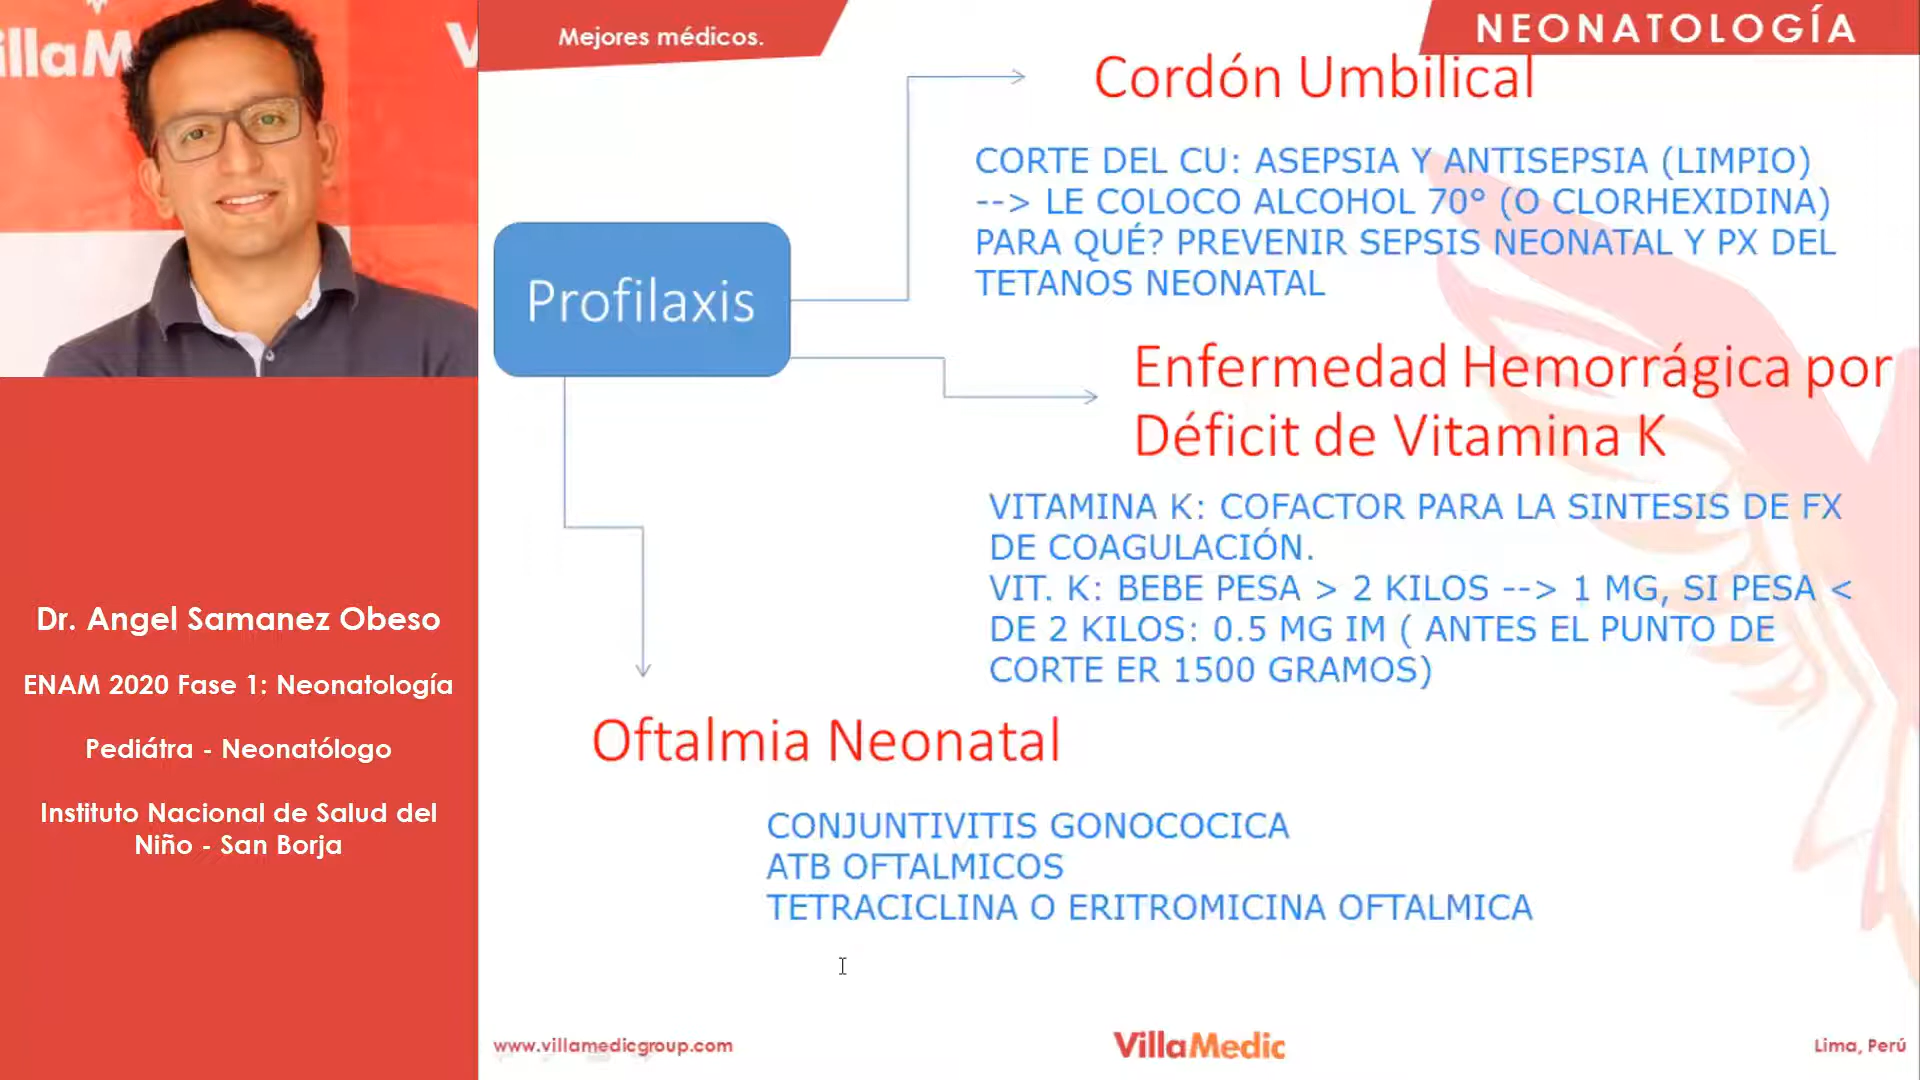 illaM
V
Mejores médicos.
NEONATOLOGÍA
Cordón Umbilical
CORTE DEL CU: ASEPSIA Y ANTISEPSIA (LIMPIO)
--> LE COLOCO ALCOHOL 70° (O CLORHEXIDINA)
PARA QUÉ? PREVENIR SEPSIS NEONATAL Y PX DEL
TETANOS NEONATAL
Profilaxis
Enfermedad Hemorrágica por
Déficit de Vitamina K
VITAMINA K: COFACTOR PARA LA SINTESIS DE FX
DE COAGULACIÓN.
VIT. K: BEBE PESA > 2 KILOS --> 1 MG, SI PESA <
DE 2 KILOS: 0.5 MG IM ( ANTES EL PUNTO DE
CORTE ER 1500 GRAMOS)
Oftalmia Neonatal
CONJUNTIVITIS GONOCOCICA
ATB OFTALMICOS
TETRACICLINA O ERITROMICINA OFTALMICA
Dr. Angel Samanez Obeso
ENAM 2020 Fase 1: Neonatología
Pediátra - Neonatólogo
Instituto Nacional de Salud del
Niño - San Borja
www.villamedicgroup.com
VillaMedic
Lima, Perú